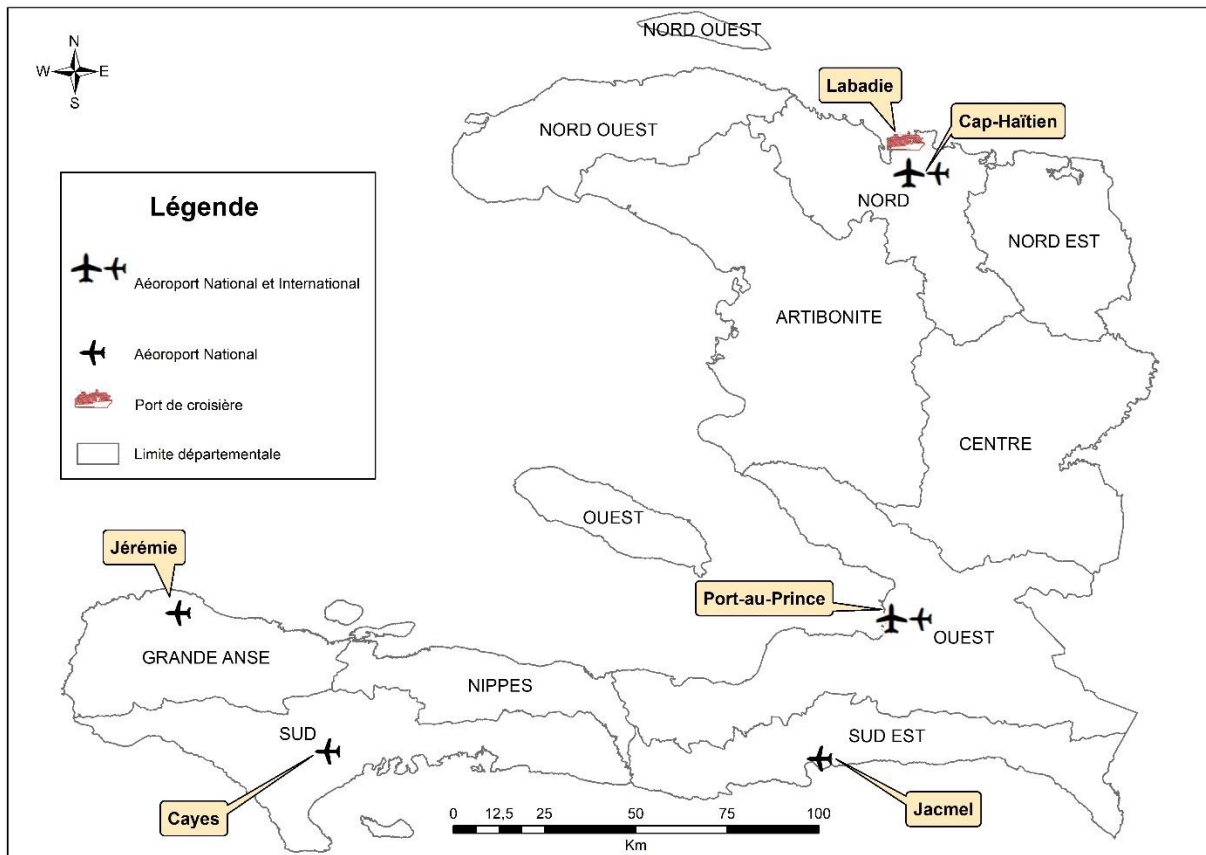 NORD OUEST
N
W E
S
Labadie
Cap-Haïtien
NORD OUEST
NORD
NORD EST
Légende
Aéoroport National et International
Aéoroport National
Port de croisière
Limite départementale
ARTIBONITE
CENTRE
OUEST
Jérémie
Port-au-Prince
OUEST
GRANDE ANSE
NIPPES
SUD
SUD EST
Cayes
Jacmel
0 12,5 25 50 75 100
Km